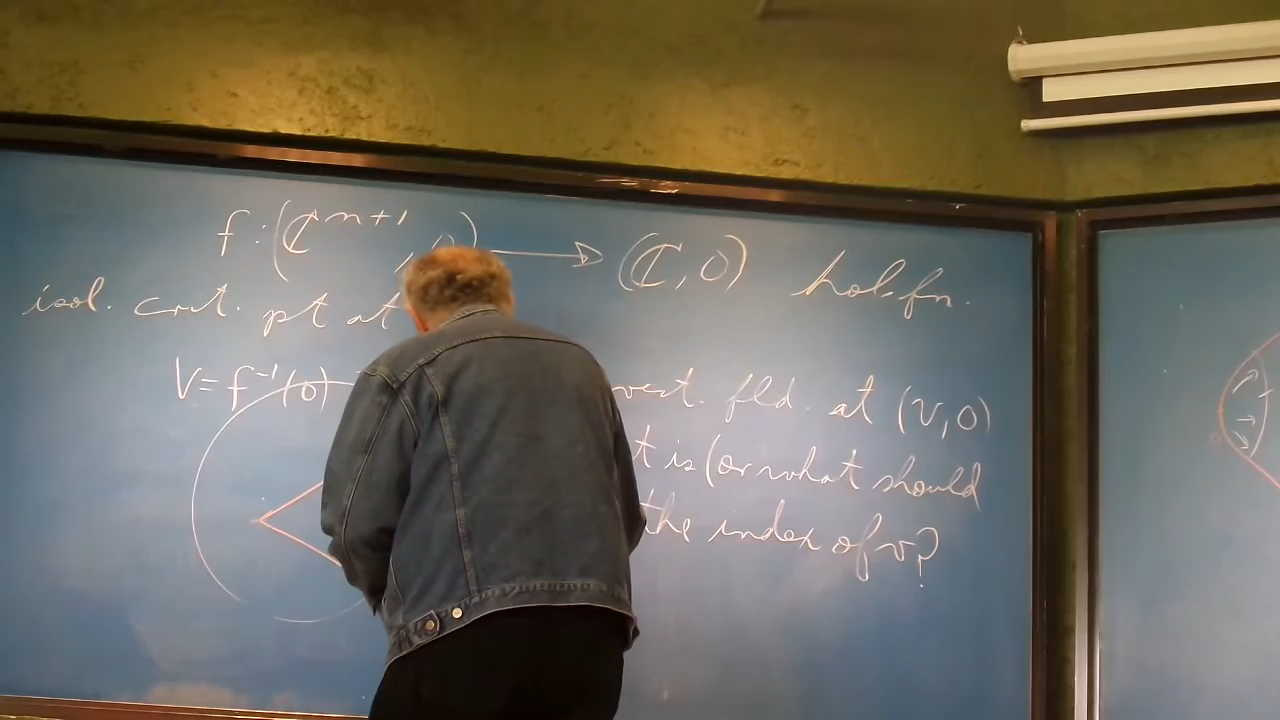 f : (ℂⁿ⁺¹, 0) → (ℂ, 0) hol. fn.
isol. crit. pt at
V = f⁻¹(0) vect. fld. at (V, 0)
t is (or what should
the index of v?